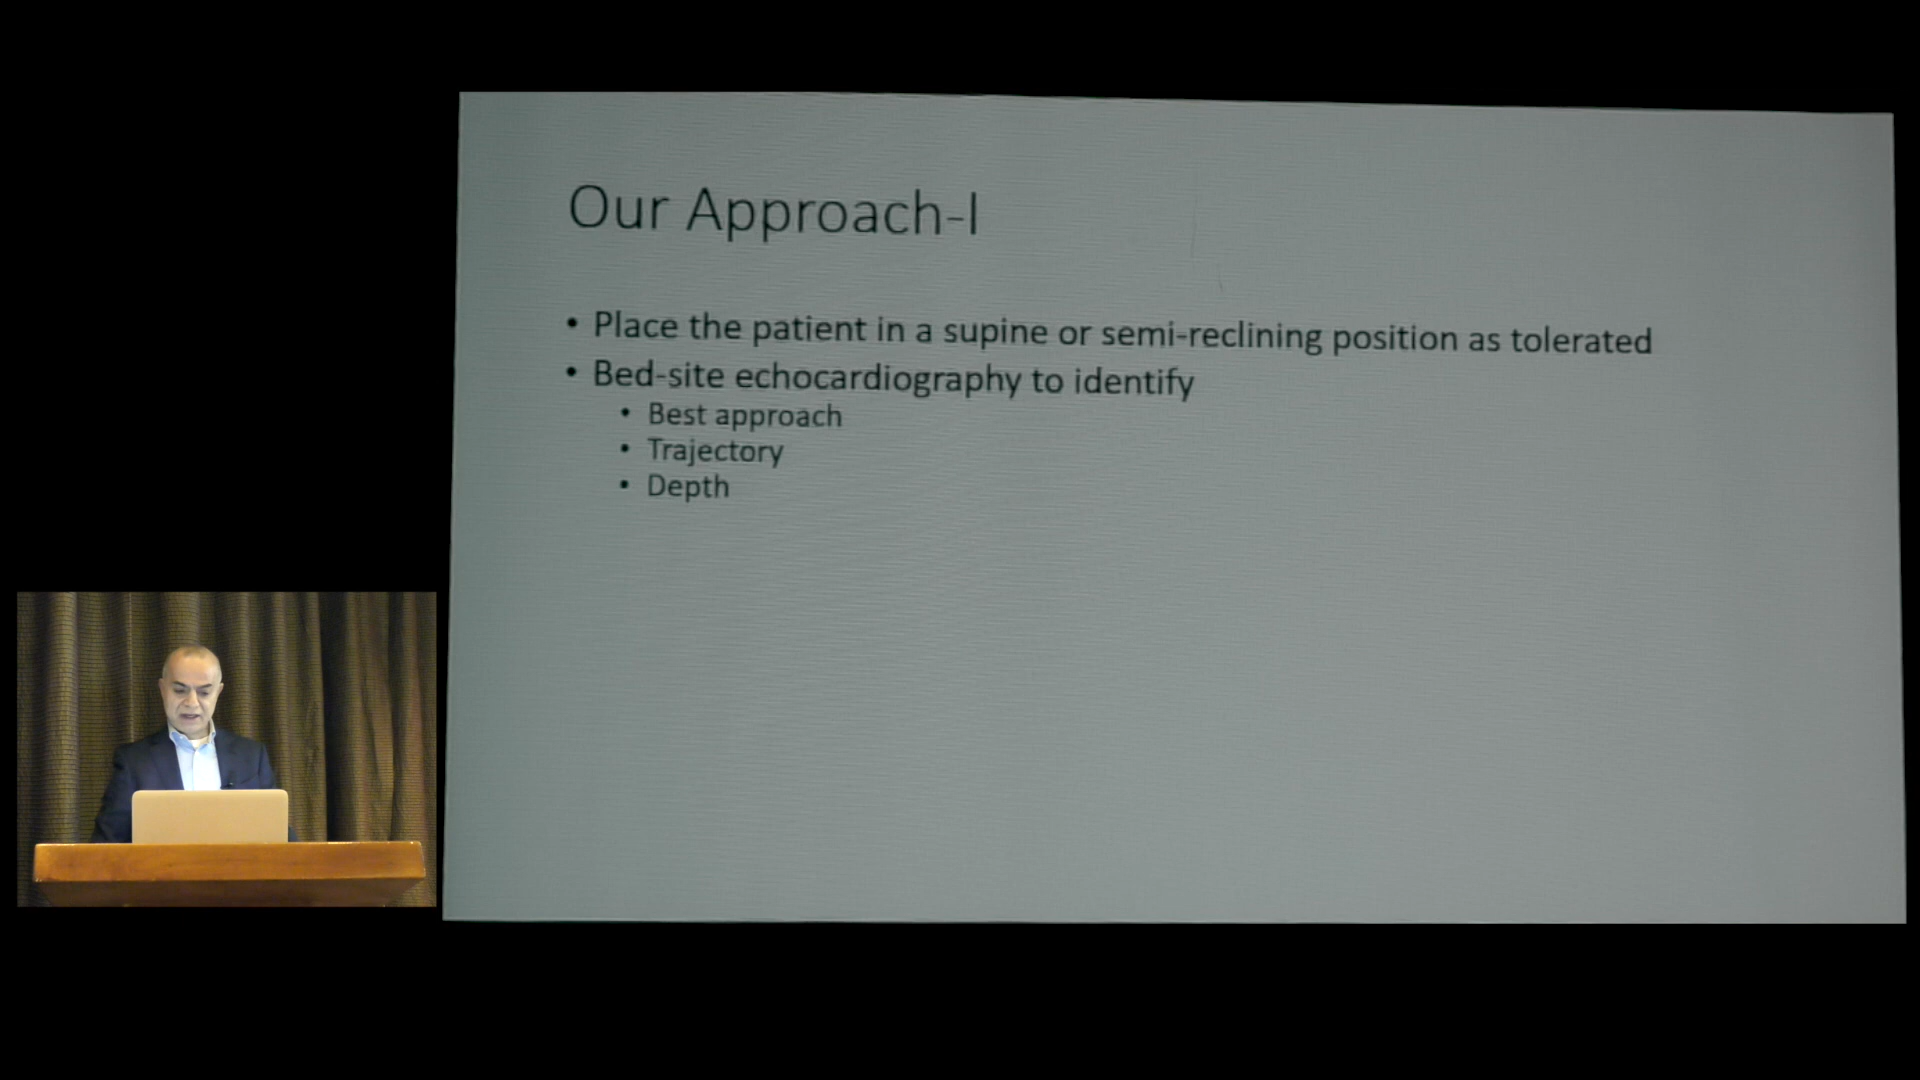 Our Approach-I
• Place the patient in a supine or semi-reclining position as tolerated
• Bed-site echocardiography to identify
• Best approach
• Trajectory
• Depth